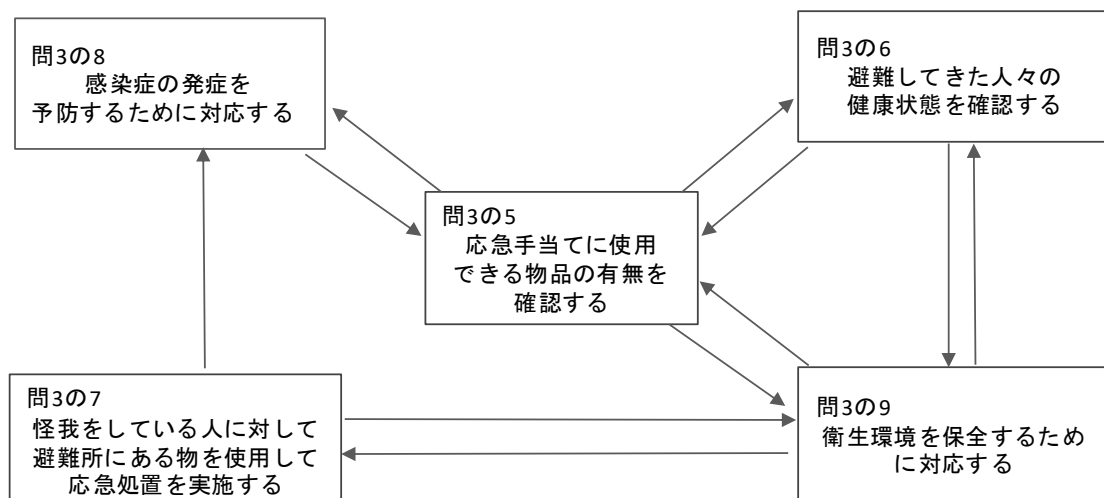 問3の8
感染症の発症を
予防するために対応する
問3の6
避難してきた人々の
健康状態を確認する
問3の5
応急手当てに使用
できる物品の有無を
確認する
問3の7
怪我をしている人に対して
避難所にある物を使用して
応急処置を実施する
問3の9
衛生環境を保全するため
に対応する